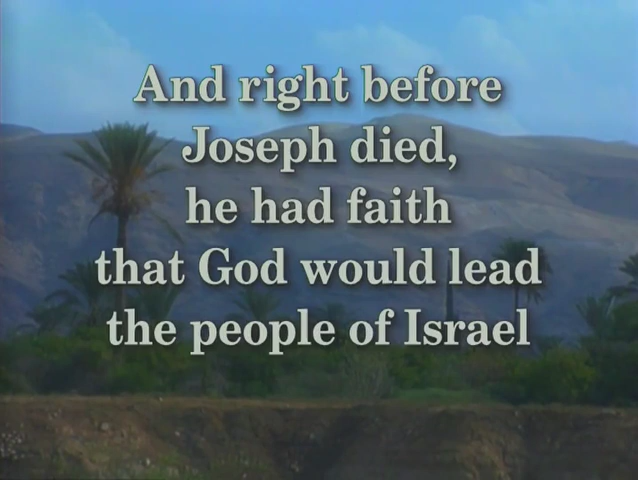 And right before
Joseph died,
he had faith
that God would lead
the people of Israel